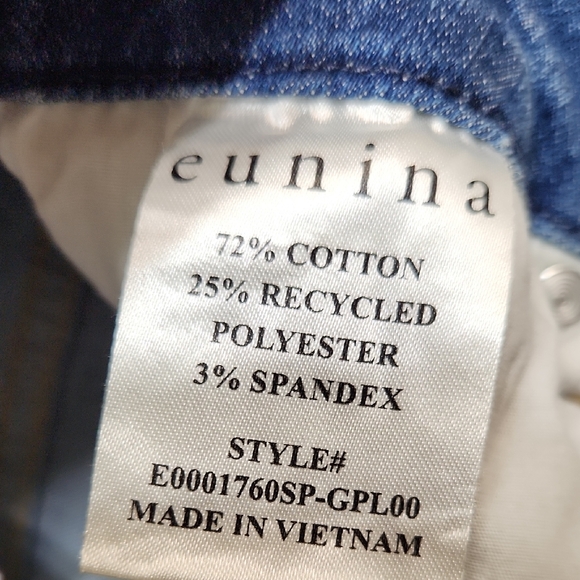 eunina
72% COTTON
25% RECYCLED
POLYESTER
3% SPANDEX
STYLE#
E0001760SP-GPL00
MADE IN VIETNAM